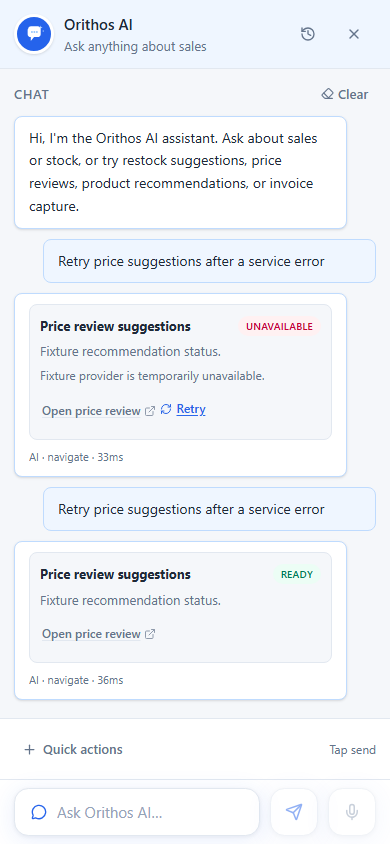 Orithos AI
Ask anything about sales
CHAT
Clear
Hi, I'm the Orithos AI assistant. Ask about sales
or stock, or try restock suggestions, price
reviews, product recommendations, or invoice
capture.
Retry price suggestions after a service error
Price review suggestions
UNAVAILABLE
Fixture recommendation status.
Fixture provider is temporarily unavailable.
Open price review
Retry
AI · navigate · 33ms
Retry price suggestions after a service error
Price review suggestions
READY
Fixture recommendation status.
Open price review
AI · navigate · 36ms
Quick actions
Tap send
Ask Orithos AI...